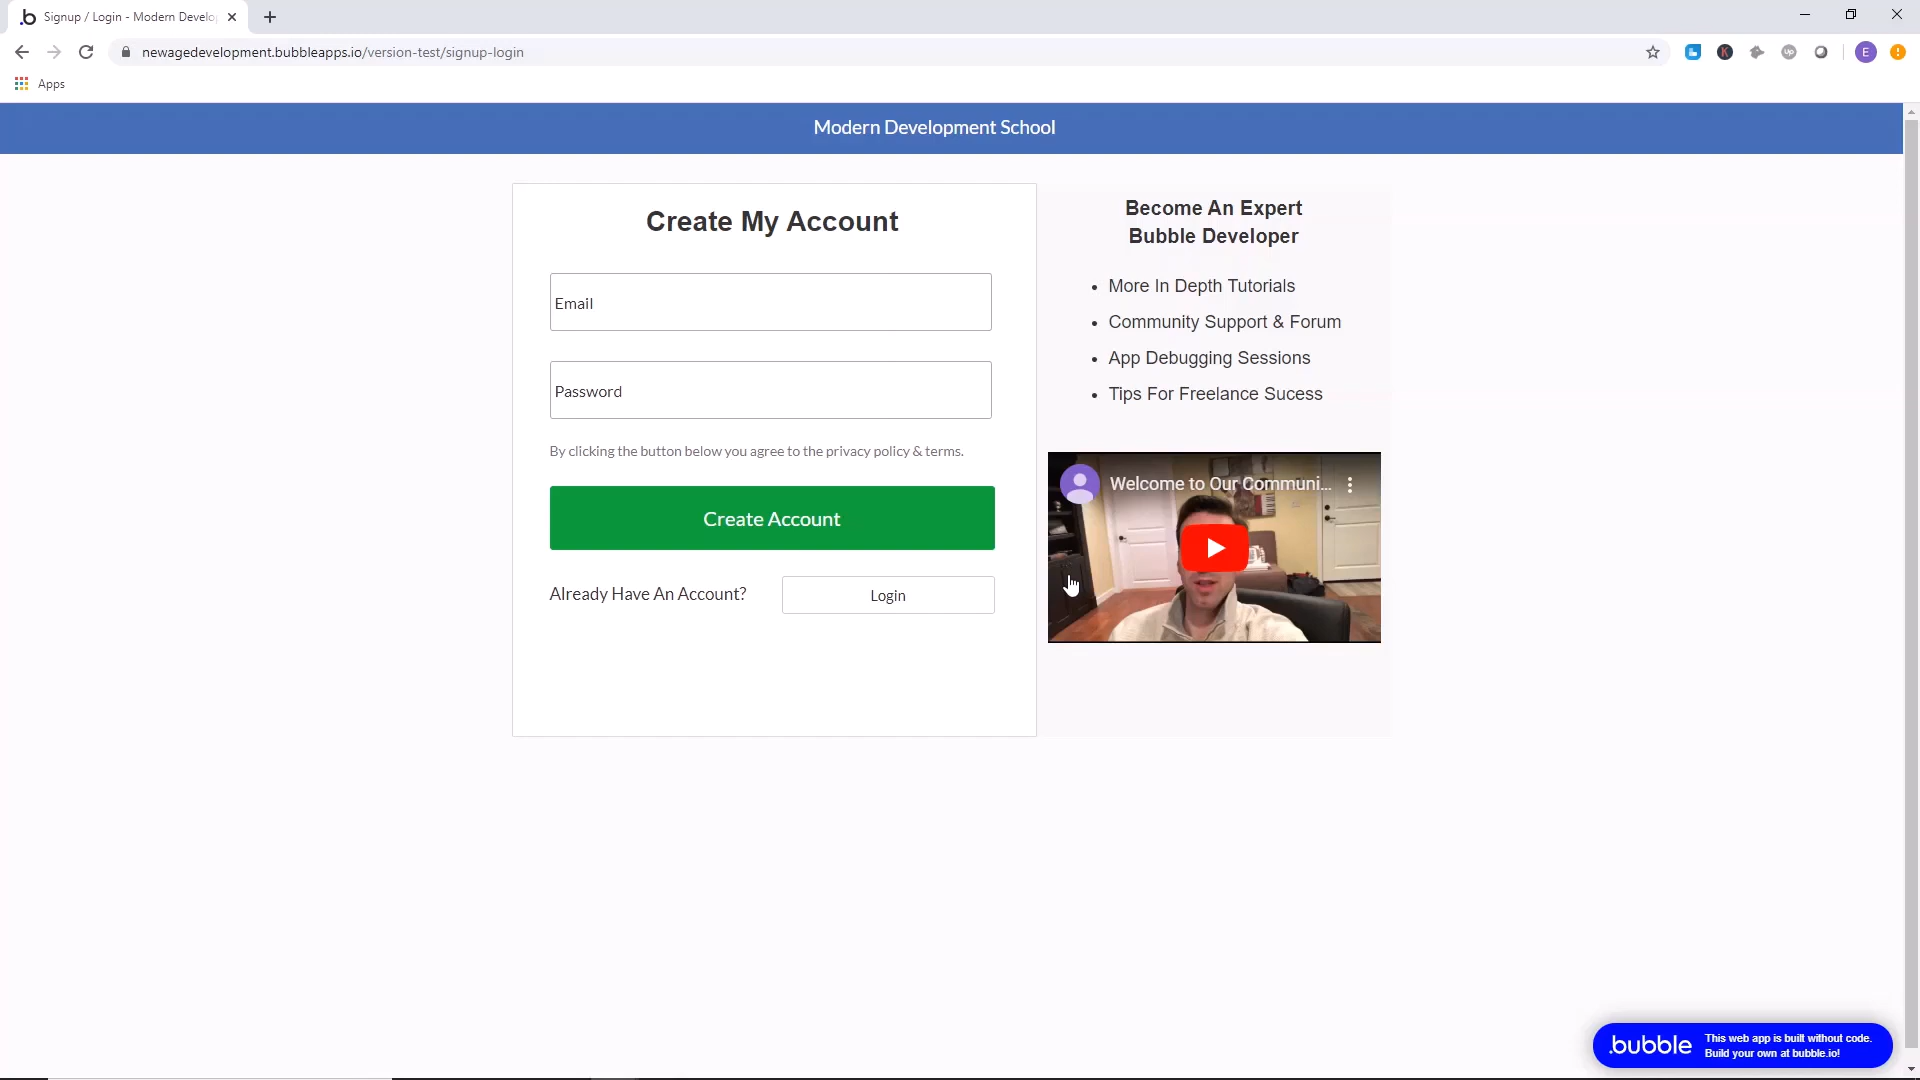 Signup / Login - Modern Develo
newagedevelopment.bubbleapps.io/version-test/signup-login
Apps
Modern Development School
Create My Account
Email
Password
By clicking the button below you agree to the privacy policy & terms.
Create Account
Already Have An Account?
Login
Become An Expert
Bubble Developer
• More In Depth Tutorials
• Community Support & Forum
• App Debugging Sessions
• Tips For Freelance Sucess
Welcome to Our Communi...
E
K
Up
.bubble
This web app is built without code.
Build your own at bubble.io!